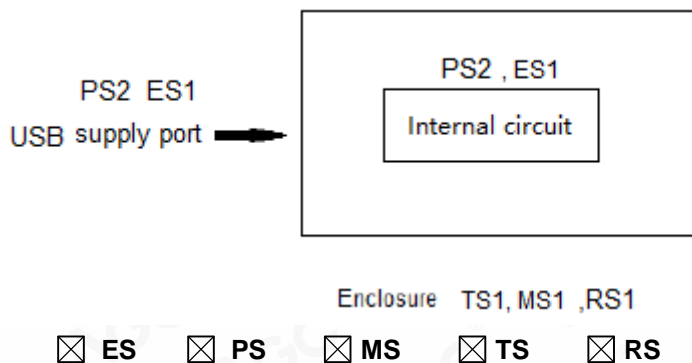 PS2 , ES1
PS2 ES1
Internal circuit
USB supply port
Enclosure TS1, MS1 ,RS1
☒ ES ☒ PS ☒ MS ☒ TS ☒ RS